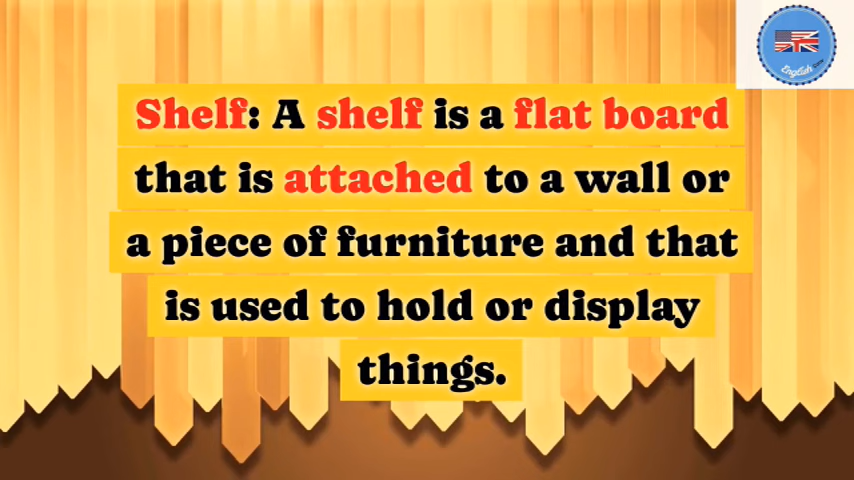 English
Shelf: A shelf is a flat board
that is attached to a wall or
a piece of furniture and that
is used to hold or display
things.